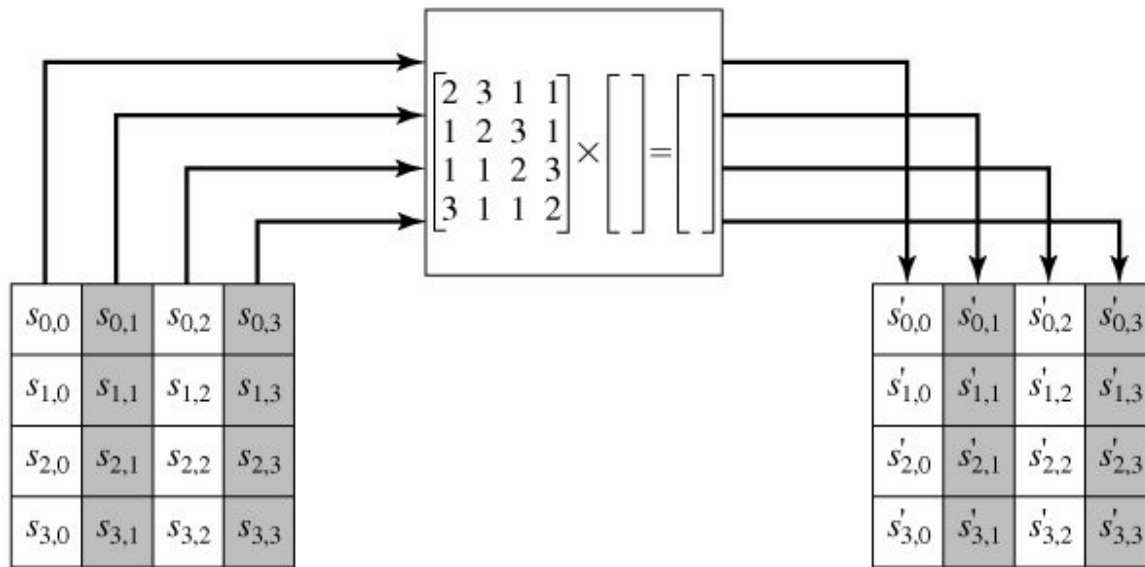 2 3 1 1
1 2 3 1 × [ ] = [ ]
1 1 2 3
3 1 1 2
s0,0 s0,1 s0,2 s0,3
s1,0 s1,1 s1,2 s1,3
s2,0 s2,1 s2,2 s2,3
s3,0 s3,1 s3,2 s3,3
s'0,0 s'0,1 s'0,2 s'0,3
s'1,0 s'1,1 s'1,2 s'1,3
s'2,0 s'2,1 s'2,2 s'2,3
s'3,0 s'3,1 s'3,2 s'3,3